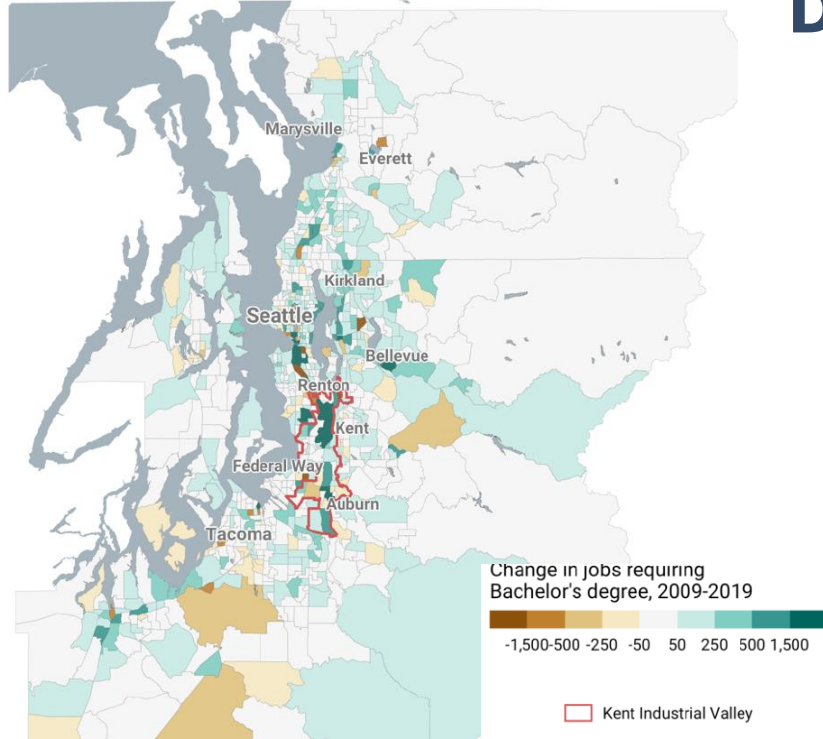 D
Marysville
Everett
Kirkland
Seattle
Bellevue
Renton
Kent
Federal Way
Auburn
Tacoma
Change in jobs requiring
Bachelor's degree, 2009-2019
-1,500 -500 -250 -50 50 250 500 1,500
Kent Industrial Valley